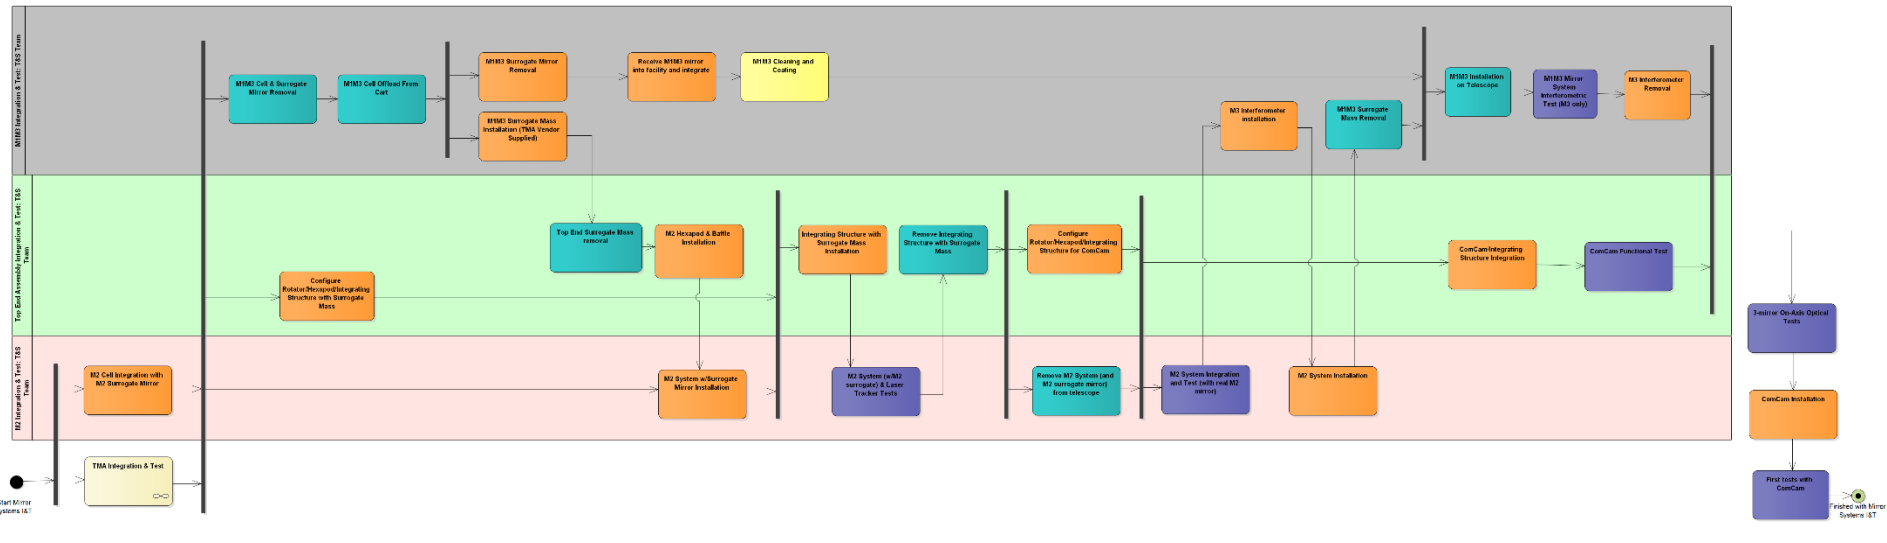 M1M3 Integration & Test: T&S Team
M1M3 Cell & Surrogate
Mirror Removal
M1M3 Cell Offload From
Cart
M1M3 Surrogate Mirror
Removal
Receive M1M3 mirror
into facility and integrate
M1M3 Cleaning and
Coating
M1M3 Surrogate Mass
Installation (TMA Vendor
Supplied)
M3 Interferometer
installation
M1M3 Surrogate
Mass Removal
M1M3 Installation
on Telescope
M1M3 Mirror
System
Interferometric
Test (M3 only)
M3 Interferometer
Removal
Top End Assembly Integration & Test: T&S
Team
Configure
Rotator/Hexapod/Integrating
Structure with Surrogate
Mass
Top End Surrogate Mass
removal
M2 Hexapod & Baffle
Installation
Integrating Structure with
Surrogate Mass
Installation
Remove Integrating
Structure with Surrogate
Mass
Configure
Rotator/Hexapod/Integrating
Structure for ComCam
ComCam-Integrating
Structure Integration
ComCam Functional Test
M2 Integration & Test: T&S
Team
M2 Cell Integration with
M2 Surrogate Mirror
M2 System w/Surrogate
Mirror Installation
M2 System (w/M2
surrogate) & Laser
Tracker Tests
Remove M2 System (and
M2 surrogate mirror)
from telescope
M2 System Integration
and Test (with real M2
mirror)
M2 System Installation
TMA Integration & Test
Start Mirror
Systems I&T
3-mirror On-Axis Optical
Tests
ComCam Installation
First tests with
ComCam
Finished with Mirror
Systems I&T